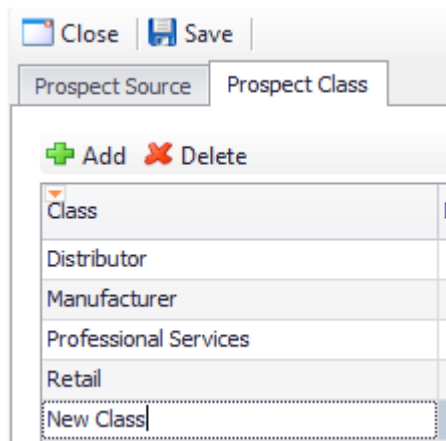 Close Save
Prospect Source Prospect Class
Add Delete
Class
Distributor
Manufacturer
Professional Services
Retail
New Class